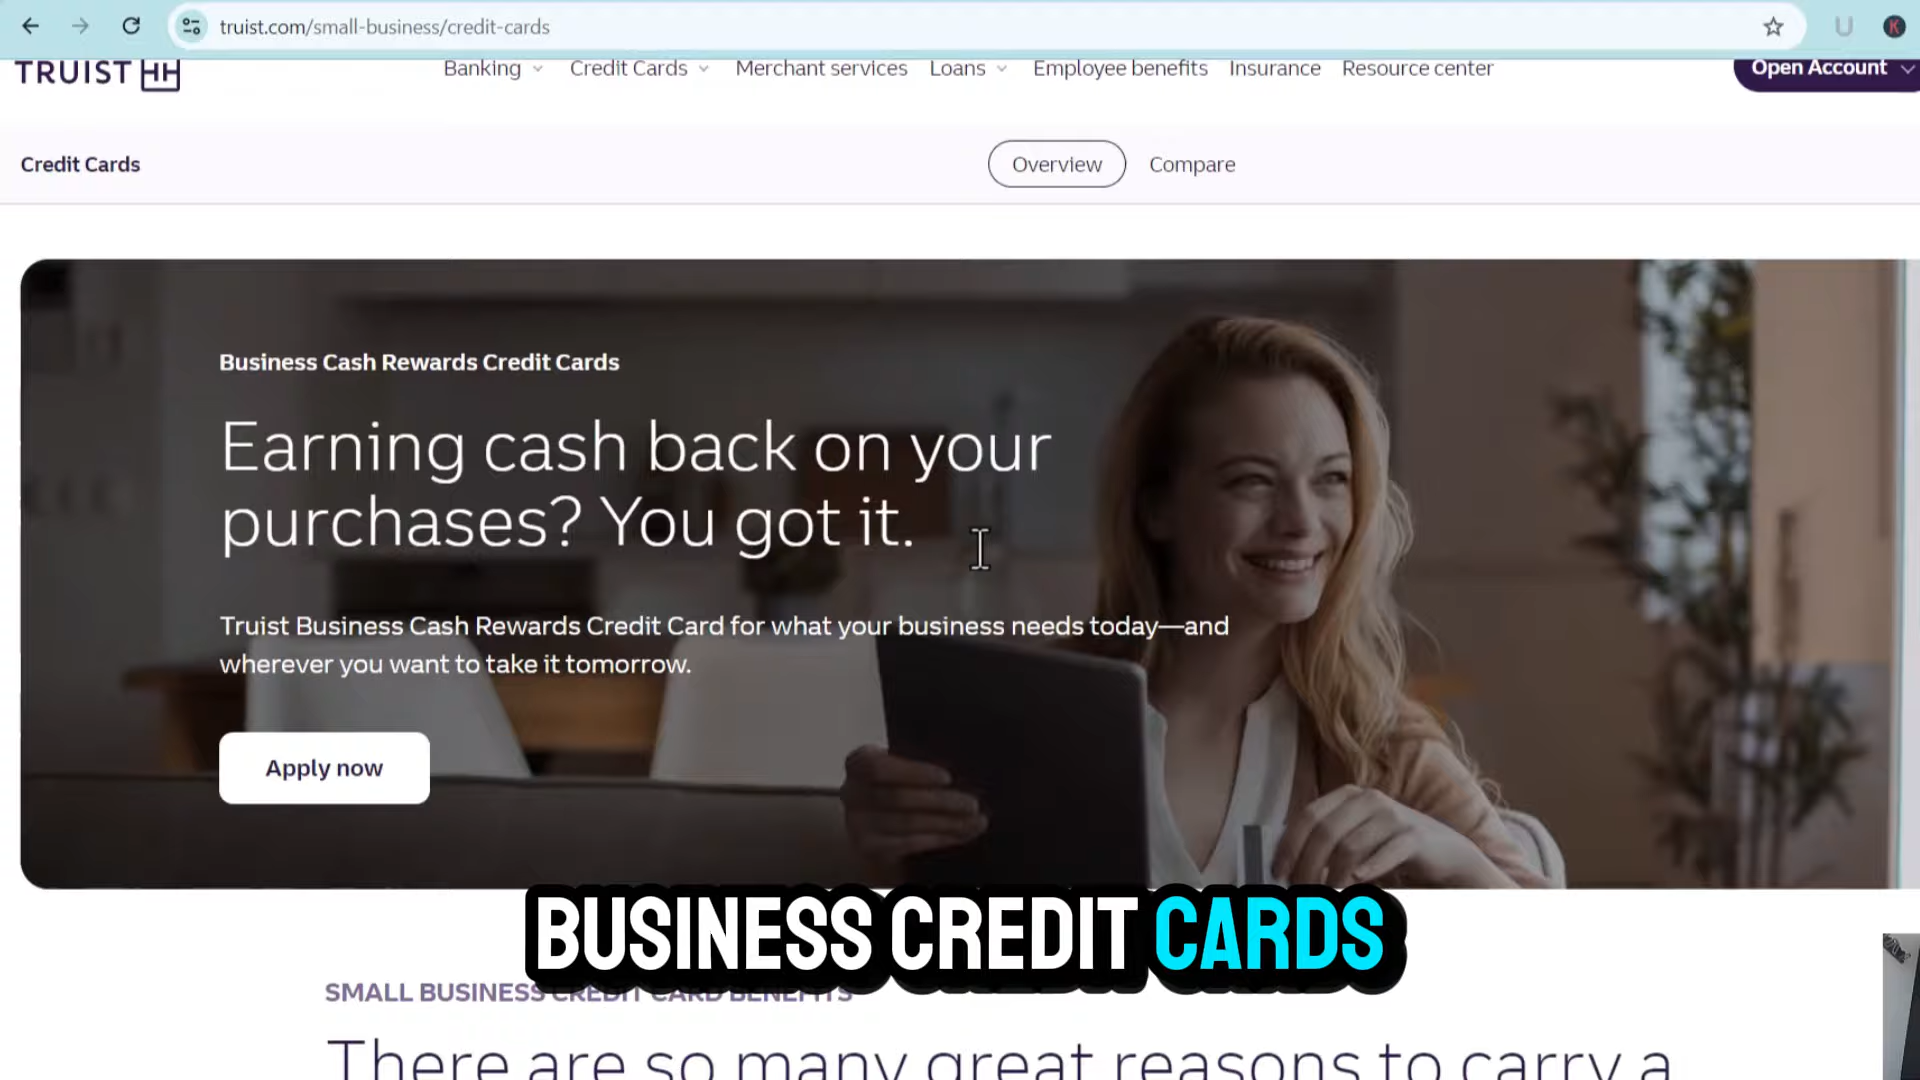 truist.com/small-business/credit-cards
U
K
TRUIST
Banking Credit Cards Merchant services Loans Employee benefits Insurance Resource center
Open Account
Credit Cards
Overview Compare
Business Cash Rewards Credit Cards
Earning cash back on your
purchases? You got it.
Truist Business Cash Rewards Credit Card for what your business needs today—and
wherever you want to take it tomorrow.
Apply now
BUSINESS CREDIT CARDS
SMALL BUSINESS CREDIT CARD BENEFITS
There are so many great reasons to carry a